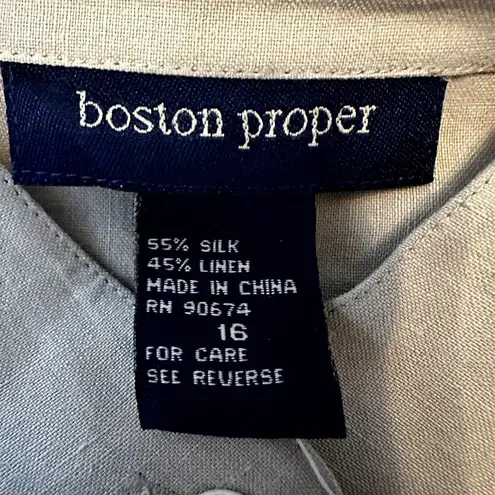 boston proper
55% SILK
45% LINEN
MADE IN CHINA
RN 90674
16
FOR CARE
SEE REVERSE